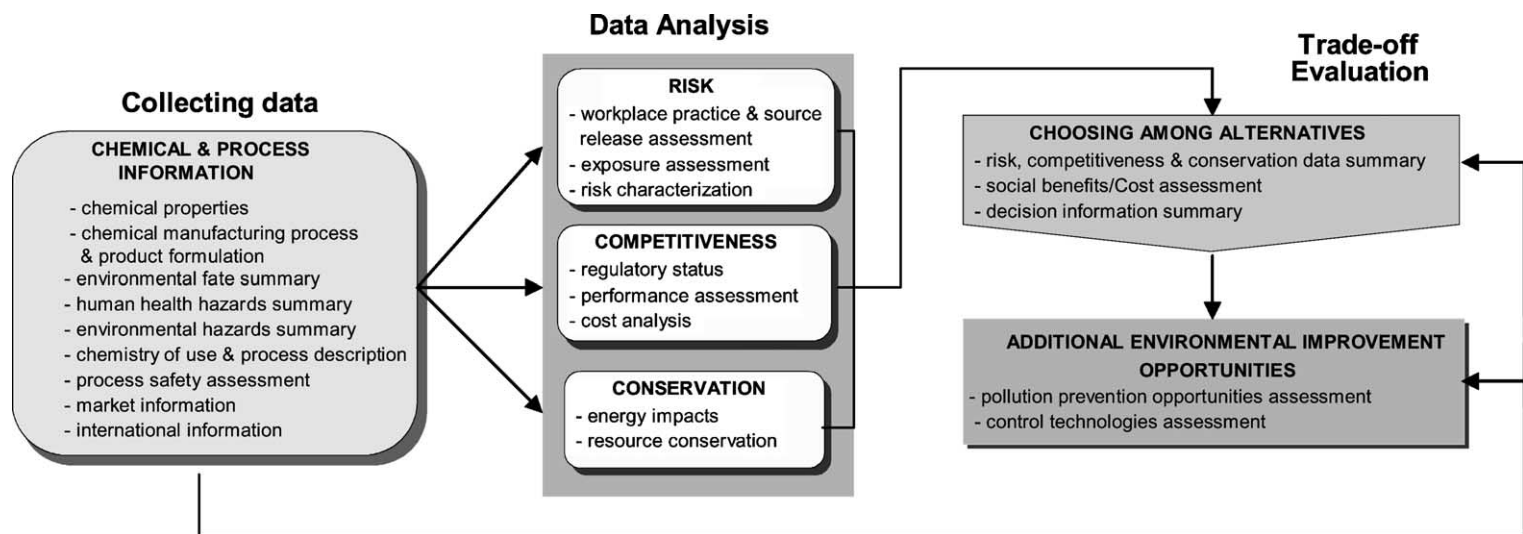 Collecting data
CHEMICAL & PROCESS
INFORMATION
- chemical properties
- chemical manufacturing process
& product formulation
- environmental fate summary
- human health hazards summary
- environmental hazards summary
- chemistry of use & process description
- process safety assessment
- market information
- international information
Data Analysis
RISK
- workplace practice & source
release assessment
- exposure assessment
- risk characterization
COMPETITIVENESS
- regulatory status
- performance assessment
- cost analysis
CONSERVATION
- energy impacts
- resource conservation
Trade-off
Evaluation
CHOOSING AMONG ALTERNATIVES
- risk, competitiveness & conservation data summary
- social benefits/Cost assessment
- decision information summary
ADDITIONAL ENVIRONMENTAL IMPROVEMENT
OPPORTUNITIES
- pollution prevention opportunities assessment
- control technologies assessment